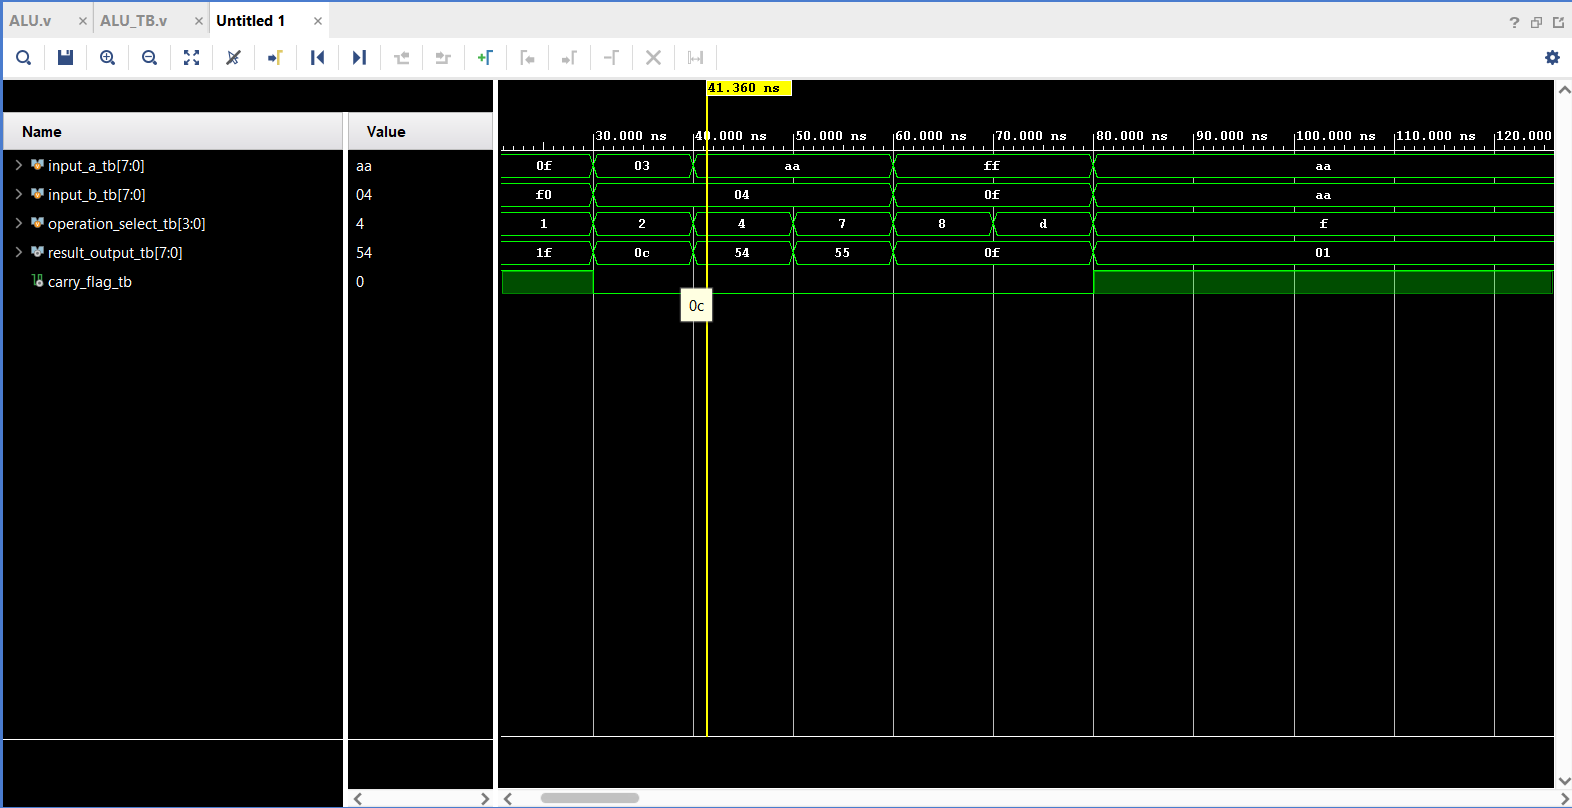 ALU.v × ALU_TB.v × Untitled 1 ×
?
41.360 ns
Name Value
30.000 ns 40.000 ns 50.000 ns 60.000 ns 70.000 ns 80.000 ns 90.000 ns 100.000 ns 110.000 ns 120.000
input_a_tb[7:0] aa 0f 03 aa ff aa
input_b_tb[7:0] 04 f0 04 0f aa
operation_select_tb[3:0] 4 1 2 4 7 8 d f
result_output_tb[7:0] 54 1f 0c 54 55 0f 01
carry_flag_tb 0
0c